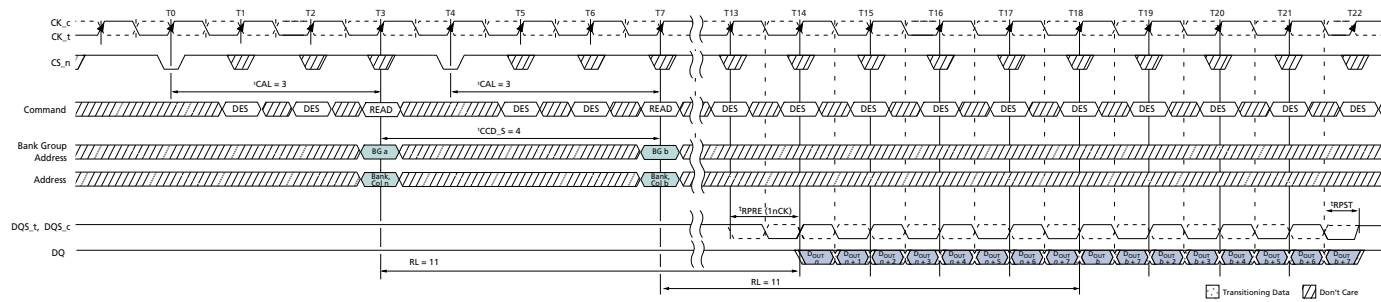 T0 T1 T2 T3 T4 T5 T6 T7 T13 T14 T15 T16 T17 T18 T19 T20 T21 T22
CK_c
CK_t
CS_n
tCAL = 3 tCAL = 3
Command DES DES READ DES DES READ DES DES DES DES DES DES DES DES DES DES
tCCD_S = 4
Bank Group
Address
BG a BG b
Address
Bank, Bank,
Col n Col b
tRPRE (1nCK) tRPST
DQS_t, DQS_c
DQ
DOUT DOUT DOUT DOUT DOUT DOUT DOUT DOUT DOUT DOUT DOUT DOUT DOUT DOUT DOUT DOUT
n n + 1 n + 2 n + 3 n + 4 n + 5 n + 6 n + 7 b b + 7 b + 2 b + 3 b + 4 b + 5 b + 6 b + 7
RL = 11
RL = 11
Transitioning Data Don't Care